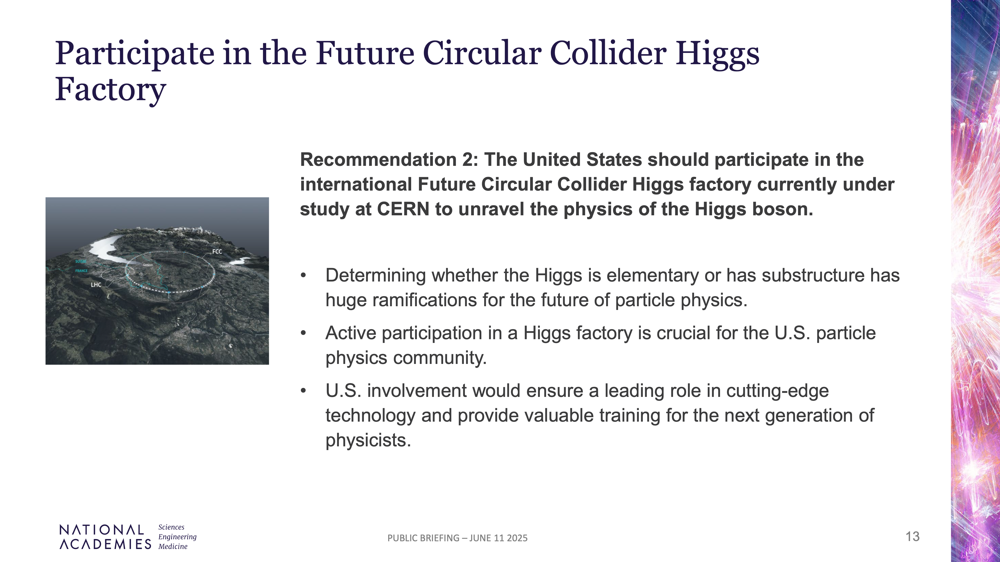 Participate in the Future Circular Collider Higgs
Factory
Recommendation 2: The United States should participate in the
international Future Circular Collider Higgs factory currently under
study at CERN to unravel the physics of the Higgs boson.
FCC
SUISSE
Genève
Annecy
FRANCE
LHC
• Determining whether the Higgs is elementary or has substructure has
huge ramifications for the future of particle physics.
• Active participation in a Higgs factory is crucial for the U.S. particle
physics community.
• U.S. involvement would ensure a leading role in cutting-edge
technology and provide valuable training for the next generation of
physicists.
NATIONAL
ACADEMIES
Sciences
Engineering
Medicine
PUBLIC BRIEFING – JUNE 11 2025
13